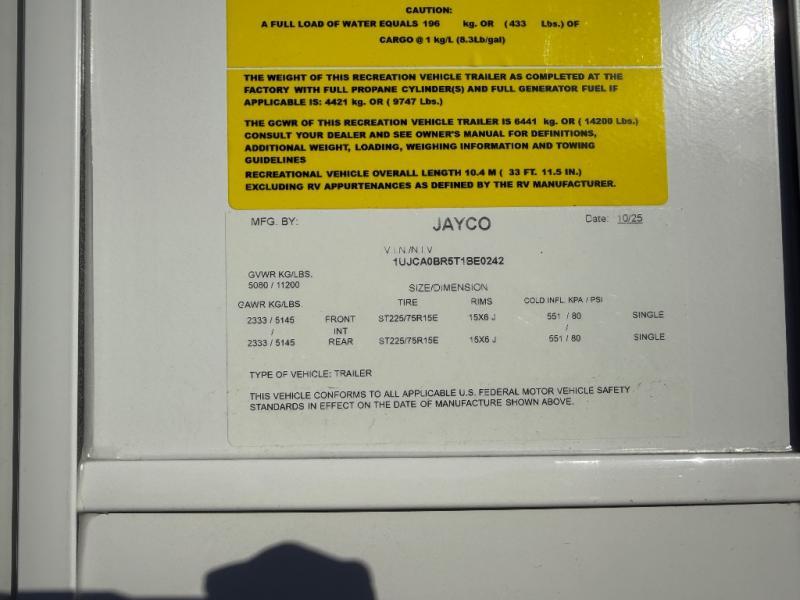 CAUTION:
A FULL LOAD OF WATER EQUALS 196 kg. OR ( 433 Lbs.) OF
CARGO @ 1 kg/L (8.3Lb/gal)
THE WEIGHT OF THIS RECREATION VEHICLE TRAILER AS COMPLETED AT THE
FACTORY WITH FULL PROPANE CYLINDER(S) AND FULL GENERATOR FUEL IF
APPLICABLE IS: 4421 kg. OR ( 9747 Lbs.)
THE GCWR OF THIS RECREATION VEHICLE TRAILER IS 6441 kg. OR ( 14200 Lbs.)
CONSULT YOUR DEALER AND SEE OWNER'S MANUAL FOR DEFINITIONS,
ADDITIONAL WEIGHT, LOADING, WEIGHING INFORMATION AND TOWING
GUIDELINES
RECREATIONAL VEHICLE OVERALL LENGTH 10.4 M ( 33 FT. 11.5 IN.)
EXCLUDING RV APPURTENANCES AS DEFINED BY THE RV MANUFACTURER.
MFG. BY: JAYCO Date: 10/25
V.I.N./N.I.V
1UJCA0BR5T1BE0242
GVWR KG/LBS.
5080 / 11200
SIZE/DIMENSION
GAWR KG/LBS. TIRE RIMS COLD INFL. KPA / PSI
2333 / 5145 FRONT ST225/75R15E 15X6 J 551 / 80 SINGLE
/ INT /
2333 / 5145 REAR ST225/75R15E 15X6 J 551 / 80 SINGLE
TYPE OF VEHICLE: TRAILER
THIS VEHICLE CONFORMS TO ALL APPLICABLE U.S. FEDERAL MOTOR VEHICLE SAFETY
STANDARDS IN EFFECT ON THE DATE OF MANUFACTURE SHOWN ABOVE.